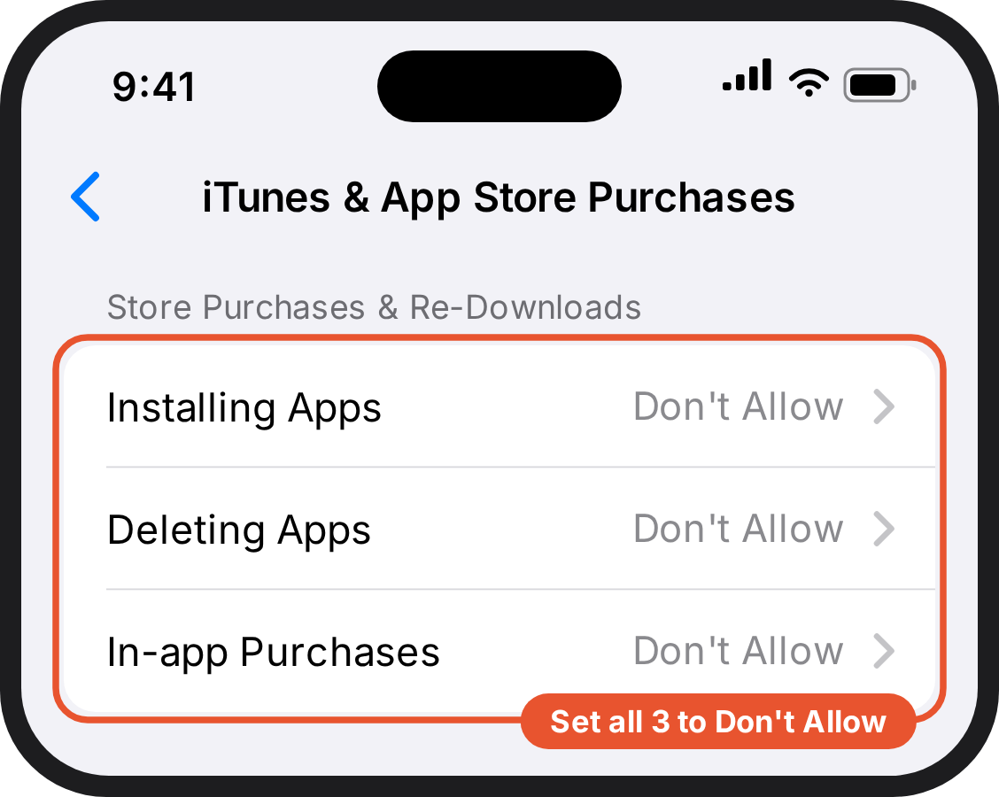 9:41
iTunes & App Store Purchases
Store Purchases & Re-Downloads
Installing Apps Don't Allow
Deleting Apps Don't Allow
In-app Purchases Don't Allow
Set all 3 to Don't Allow